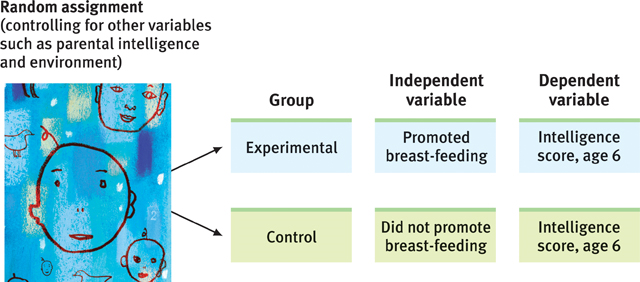 Random assignment
(controlling for other variables
such as parental intelligence
and environment)
Group
Independent
variable
Dependent
variable
Experimental
Promoted
breast-feeding
Intelligence
score, age 6
Control
Did not promote
breast-feeding
Intelligence
score, age 6